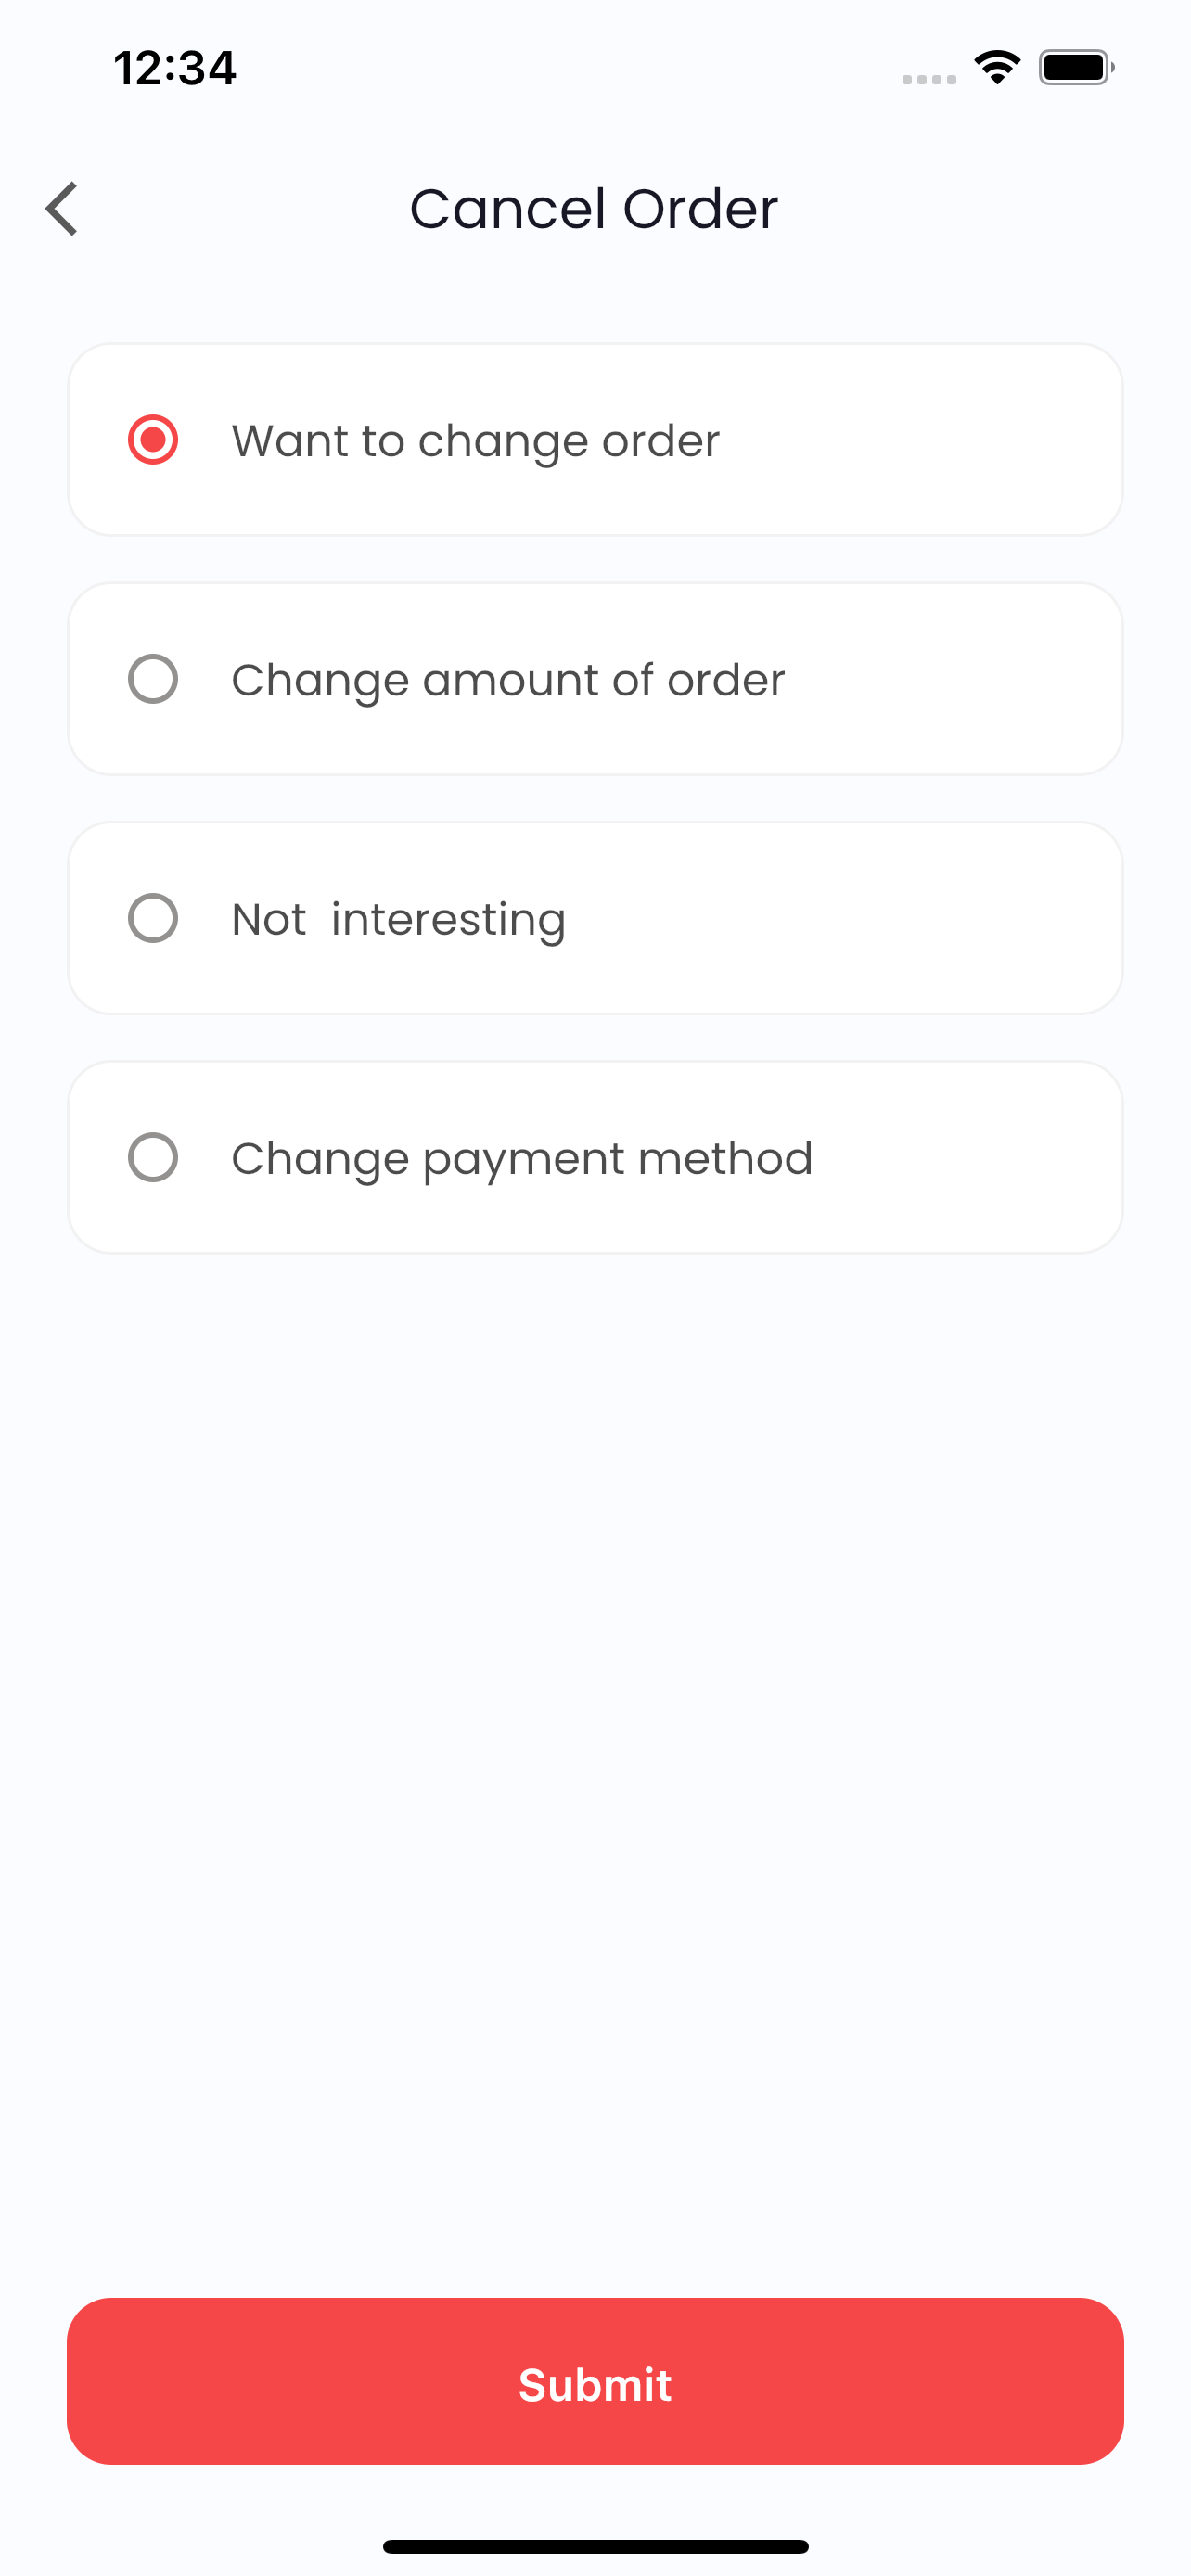 12:34
Cancel Order
Want to change order
Change amount of order
Not  interesting
Change payment method
Submit